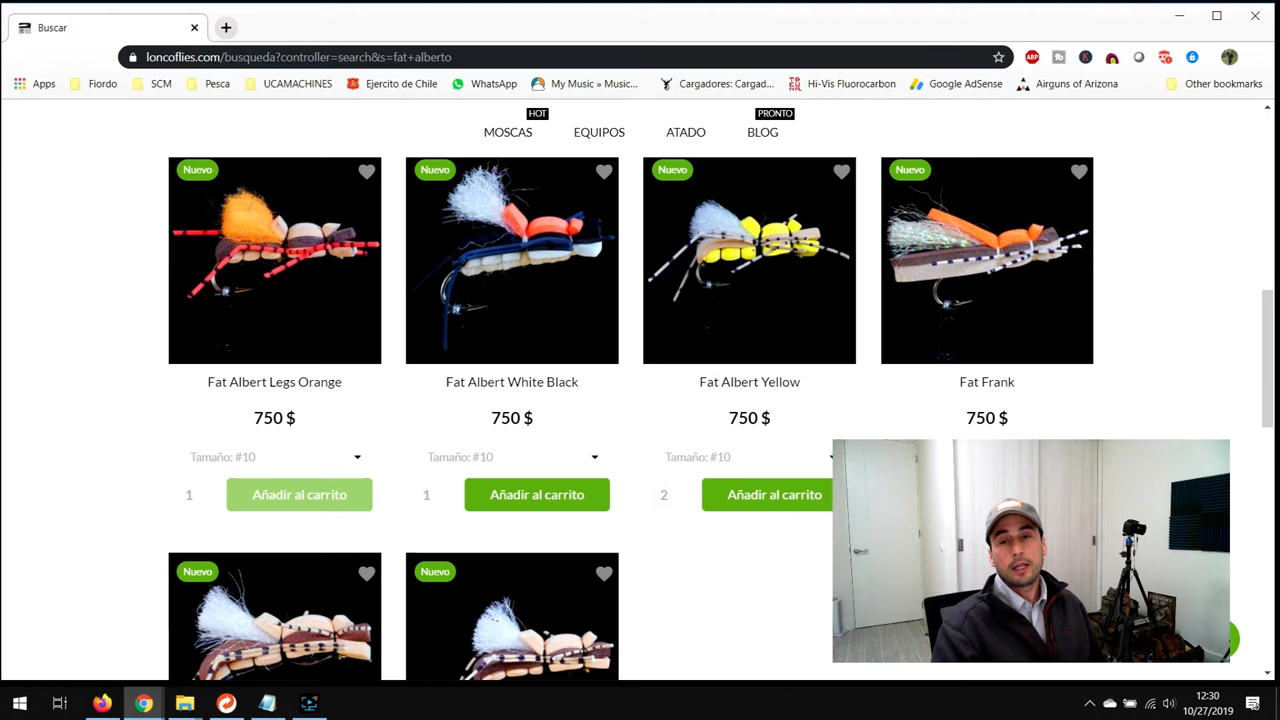 Buscar
loncoflies.com/busqueda?controller=search&s=fat+alberto
ABP
Apps Fiordo SCM Pesca UCAMACHINES Ejercito de Chile WhatsApp My Music » Music... Cargadores: Cargad... Hi-Vis Fluorocarbon Google AdSense Airguns of Arizona Other bookmarks
HOT PRONTO
MOSCAS EQUIPOS ATADO BLOG
Nuevo Nuevo Nuevo Nuevo
Fat Albert Legs Orange Fat Albert White Black Fat Albert Yellow Fat Frank
750 $ 750 $ 750 $ 750 $
Tamaño: #10 Tamaño: #10 Tamaño: #10
1 Añadir al carrito 1 Añadir al carrito 2 Añadir al carrito
Nuevo Nuevo
12:30
10/27/2019